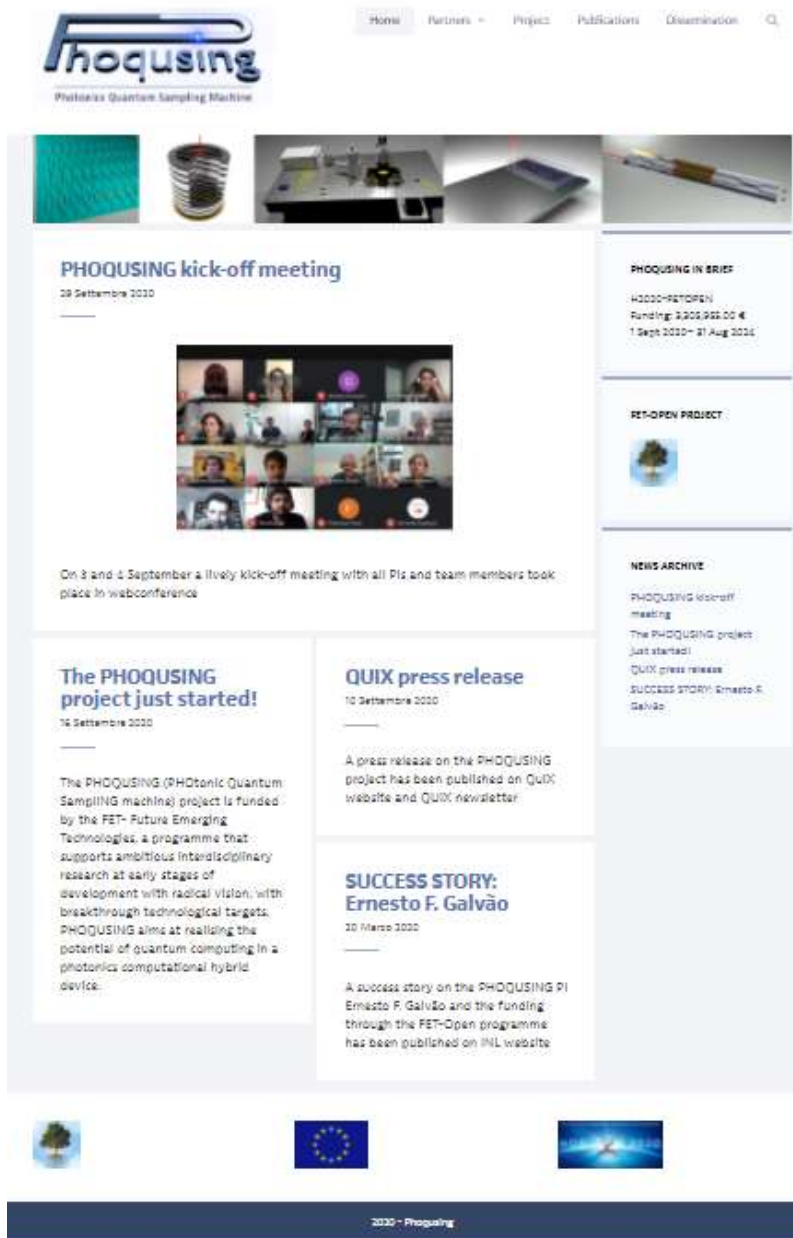 Phoqusing
Photonics Quantum Sampling Machine
Home Partners Project Publications Dissemination
PHOQUSING kick-off meeting
29 Settembre 2020
On 3 and 4 September a lively kick-off meeting with all PIs and team members took
place in webconference
The PHOQUSING
project just started!
16 Settembre 2020
The PHOQUSING (PHOtonic Quantum
SamplING machine) project is funded
by the FET- Future Emerging
Technologies, a programme that
supports ambitious interdisciplinary
research at early stages of
development with radical vision, with
breakthrough technological targets.
PHOQUSING aims at realising the
potential of quantum computing in a
photonics computational hybrid
device.
QUIX press release
10 Settembre 2020
A press release on the PHOQUSING
project has been published on QuiX
website and QUIX newsletter
SUCCESS STORY:
Ernesto F. Galvão
20 Marzo 2020
A success story on the PHOQUSING PI
Ernesto F. Galvão and the funding
through the FET-Open programme
has been published on INL website
PHOQUSING IN BRIEF
H2020-FETOPEN
Funding: €
1 Sept 2020– 31 Aug 2024
FET-OPEN PROJECT
NEWS ARCHIVE
PHOQUSING kick-off
meeting
The PHOQUSING project
just started!
QUIX press release
SUCCESS STORY: Ernesto F.
Galvão
HORIZON 2020
2020 - Phoqusing